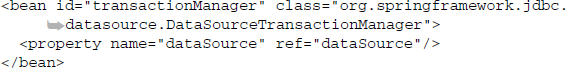 <bean id="transactionManager" class="org.springframework.jdbc.
➥datasource.DataSourceTransactionManager">
<property name="dataSource" ref="dataSource"/>
</bean>